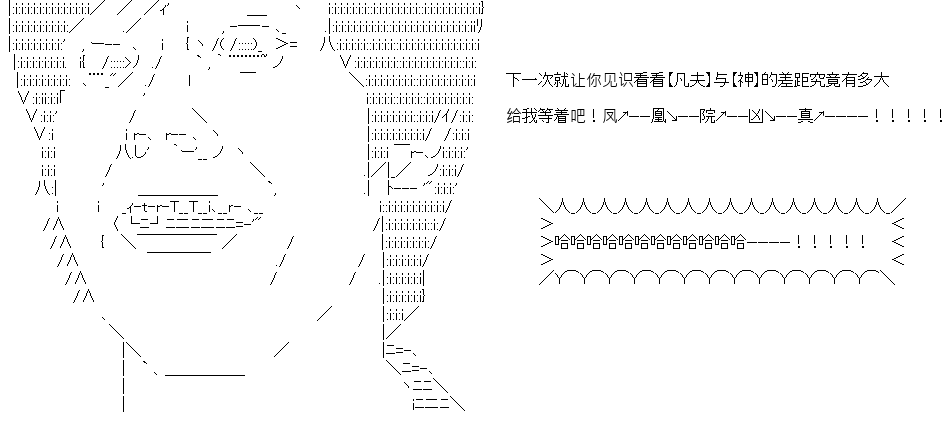 下一次就让你见识看看【凡夫】与【神】的差距究竟有多大
给我等着吧！凤↗——凰↘——院↗——凶↘——真↗————！！！！！
哈哈哈哈哈哈哈哈哈哈哈哈————！！！！！